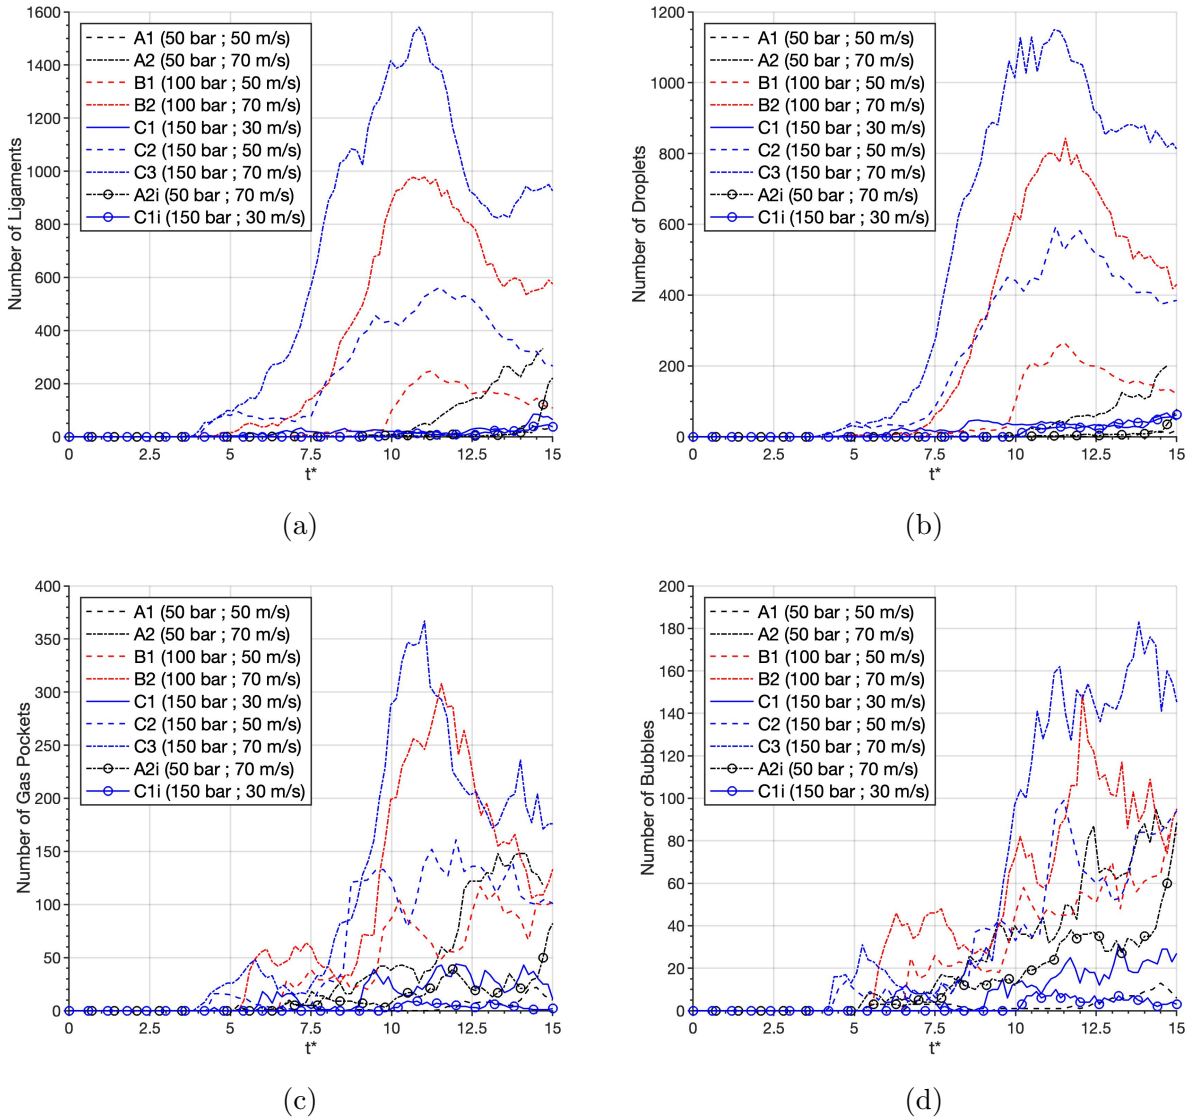 1600
1400
1200
1000
800
600
400
200
0
Number of Ligaments
A1 (50 bar ; 50 m/s)
A2 (50 bar ; 70 m/s)
B1 (100 bar ; 50 m/s)
B2 (100 bar ; 70 m/s)
C1 (150 bar ; 30 m/s)
C2 (150 bar ; 50 m/s)
C3 (150 bar ; 70 m/s)
A2i (50 bar ; 70 m/s)
C1i (150 bar ; 30 m/s)
0 2.5 5 7.5 10 12.5 15
t*
(a)
1200
1000
800
600
400
200
0
Number of Droplets
A1 (50 bar ; 50 m/s)
A2 (50 bar ; 70 m/s)
B1 (100 bar ; 50 m/s)
B2 (100 bar ; 70 m/s)
C1 (150 bar ; 30 m/s)
C2 (150 bar ; 50 m/s)
C3 (150 bar ; 70 m/s)
A2i (50 bar ; 70 m/s)
C1i (150 bar ; 30 m/s)
0 2.5 5 7.5 10 12.5 15
t*
(b)
400
350
300
250
200
150
100
50
0
Number of Gas Pockets
A1 (50 bar ; 50 m/s)
A2 (50 bar ; 70 m/s)
B1 (100 bar ; 50 m/s)
B2 (100 bar ; 70 m/s)
C1 (150 bar ; 30 m/s)
C2 (150 bar ; 50 m/s)
C3 (150 bar ; 70 m/s)
A2i (50 bar ; 70 m/s)
C1i (150 bar ; 30 m/s)
0 2.5 5 7.5 10 12.5 15
t*
(c)
200
180
160
140
120
100
80
60
40
20
0
Number of Bubbles
A1 (50 bar ; 50 m/s)
A2 (50 bar ; 70 m/s)
B1 (100 bar ; 50 m/s)
B2 (100 bar ; 70 m/s)
C1 (150 bar ; 30 m/s)
C2 (150 bar ; 50 m/s)
C3 (150 bar ; 70 m/s)
A2i (50 bar ; 70 m/s)
C1i (150 bar ; 30 m/s)
0 2.5 5 7.5 10 12.5 15
t*
(d)